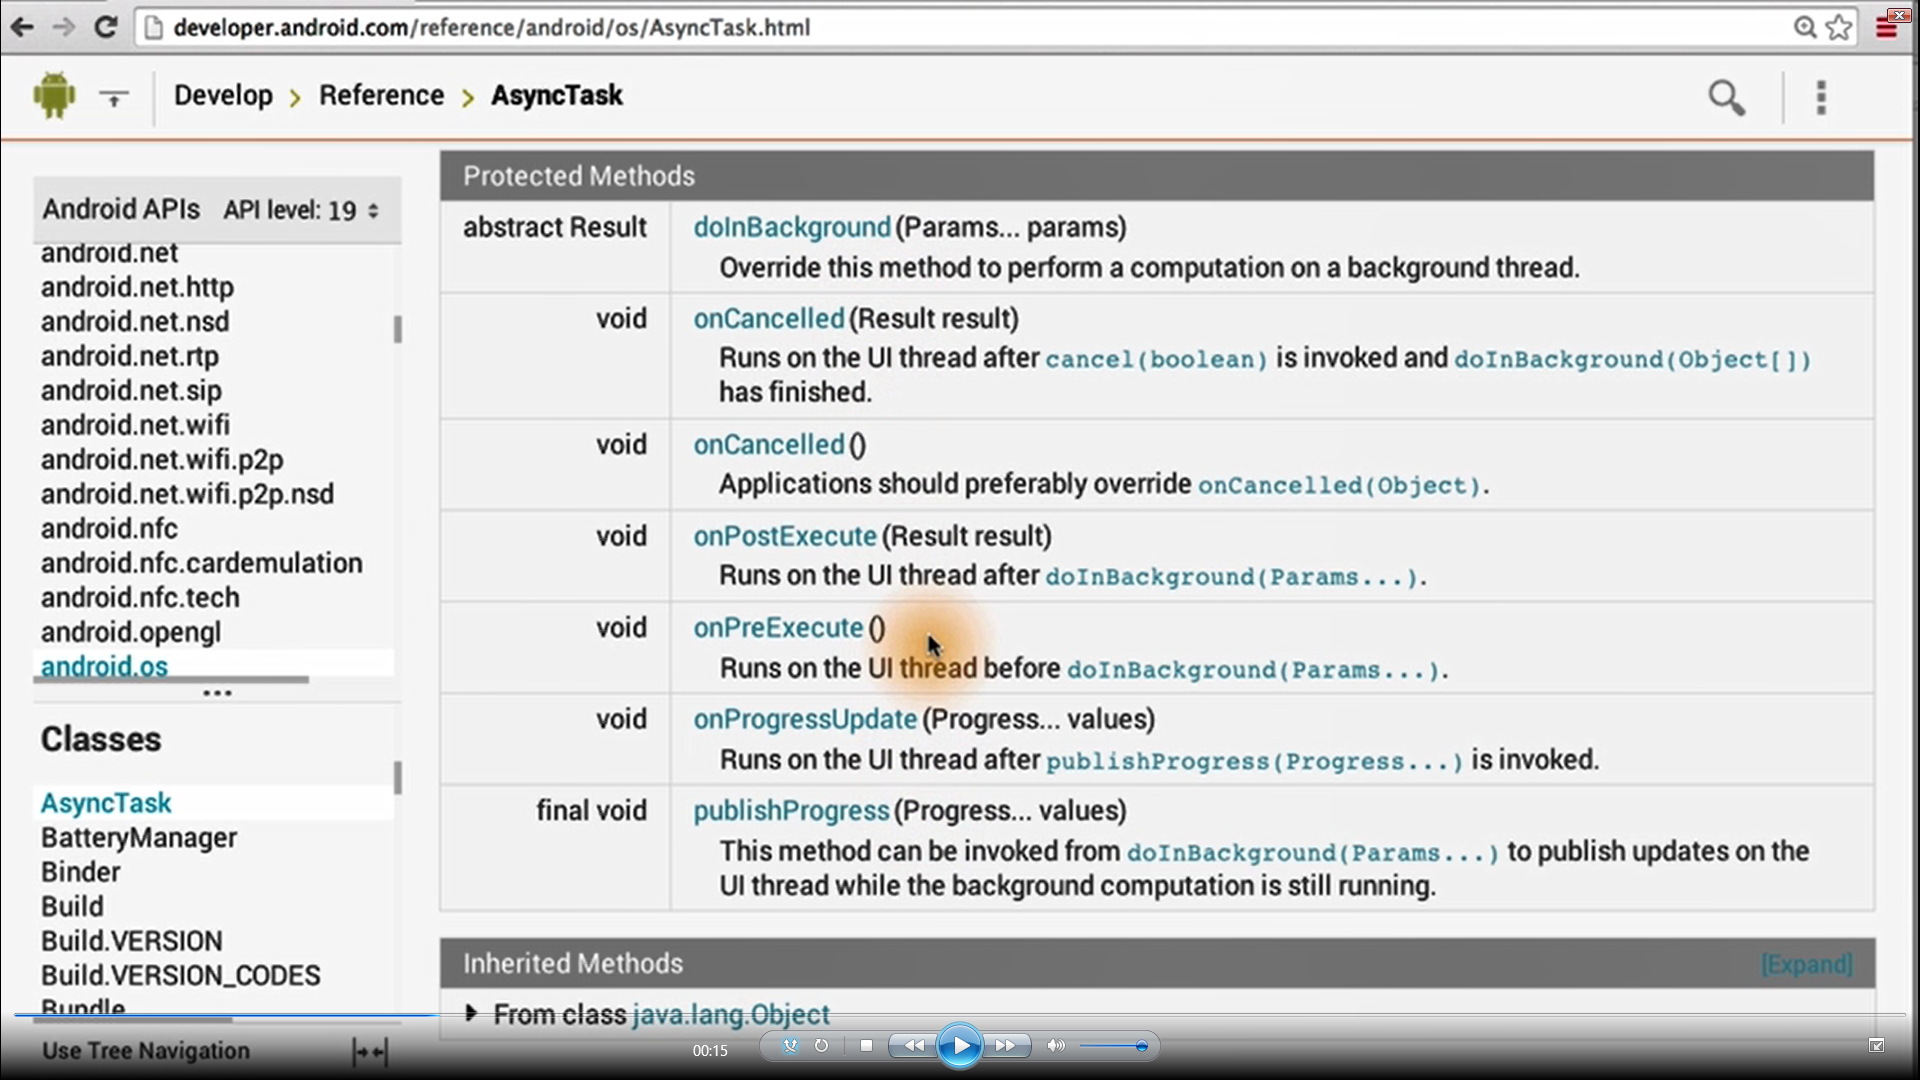 developer.android.com/reference/android/os/AsyncTask.html
Develop > Reference > AsyncTask
Android APIs API level: 19
android.net
android.net.http
android.net.nsd
android.net.rtp
android.net.sip
android.net.wifi
android.net.wifi.p2p
android.net.wifi.p2p.nsd
android.nfc
android.nfc.cardemulation
android.nfc.tech
android.opengl
android.os
Classes
AsyncTask
BatteryManager
Binder
Build
Build.VERSION
Build.VERSION_CODES
Bundle
Use Tree Navigation
Protected Methods
abstract Result doInBackground (Params... params)
Override this method to perform a computation on a background thread.
void onCancelled (Result result)
Runs on the UI thread after cancel(boolean) is invoked and doInBackground(Object[])
has finished.
void onCancelled ()
Applications should preferably override onCancelled(Object).
void onPostExecute (Result result)
Runs on the UI thread after doInBackground(Params...).
void onPreExecute ()
Runs on the UI thread before doInBackground(Params...).
void onProgressUpdate (Progress... values)
Runs on the UI thread after publishProgress(Progress...) is invoked.
final void publishProgress (Progress... values)
This method can be invoked from doInBackground(Params...) to publish updates on the
UI thread while the background computation is still running.
Inherited Methods [Expand]
From class java.lang.Object
00:15